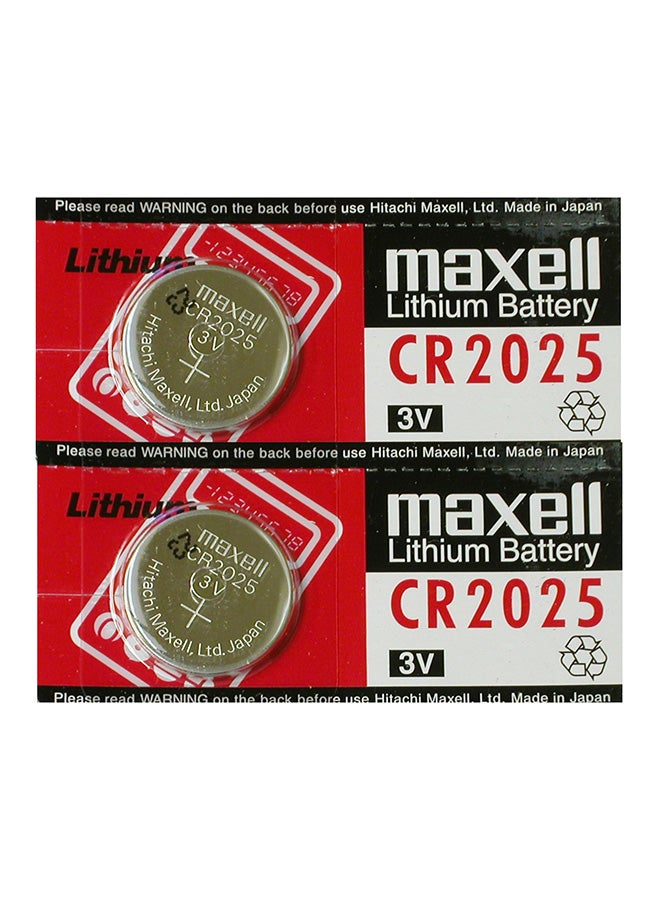 Please read WARNING on the back before use Hitachi Maxell, Ltd. Made in Japan
Lithium
-12345678
maxell
CR2025
3V
+
Hitachi Maxell, Ltd. Japan
maxell
Lithium Battery
CR2025
3V
Please read WARNING on the back before use Hitachi Maxell, Ltd. Made in Japan
Lithium
-12345678
maxell
CR2025
3V
+
Hitachi Maxell, Ltd. Japan
maxell
Lithium Battery
CR2025
3V
Please read WARNING on the back before use Hitachi Maxell, Ltd. Made in Japan